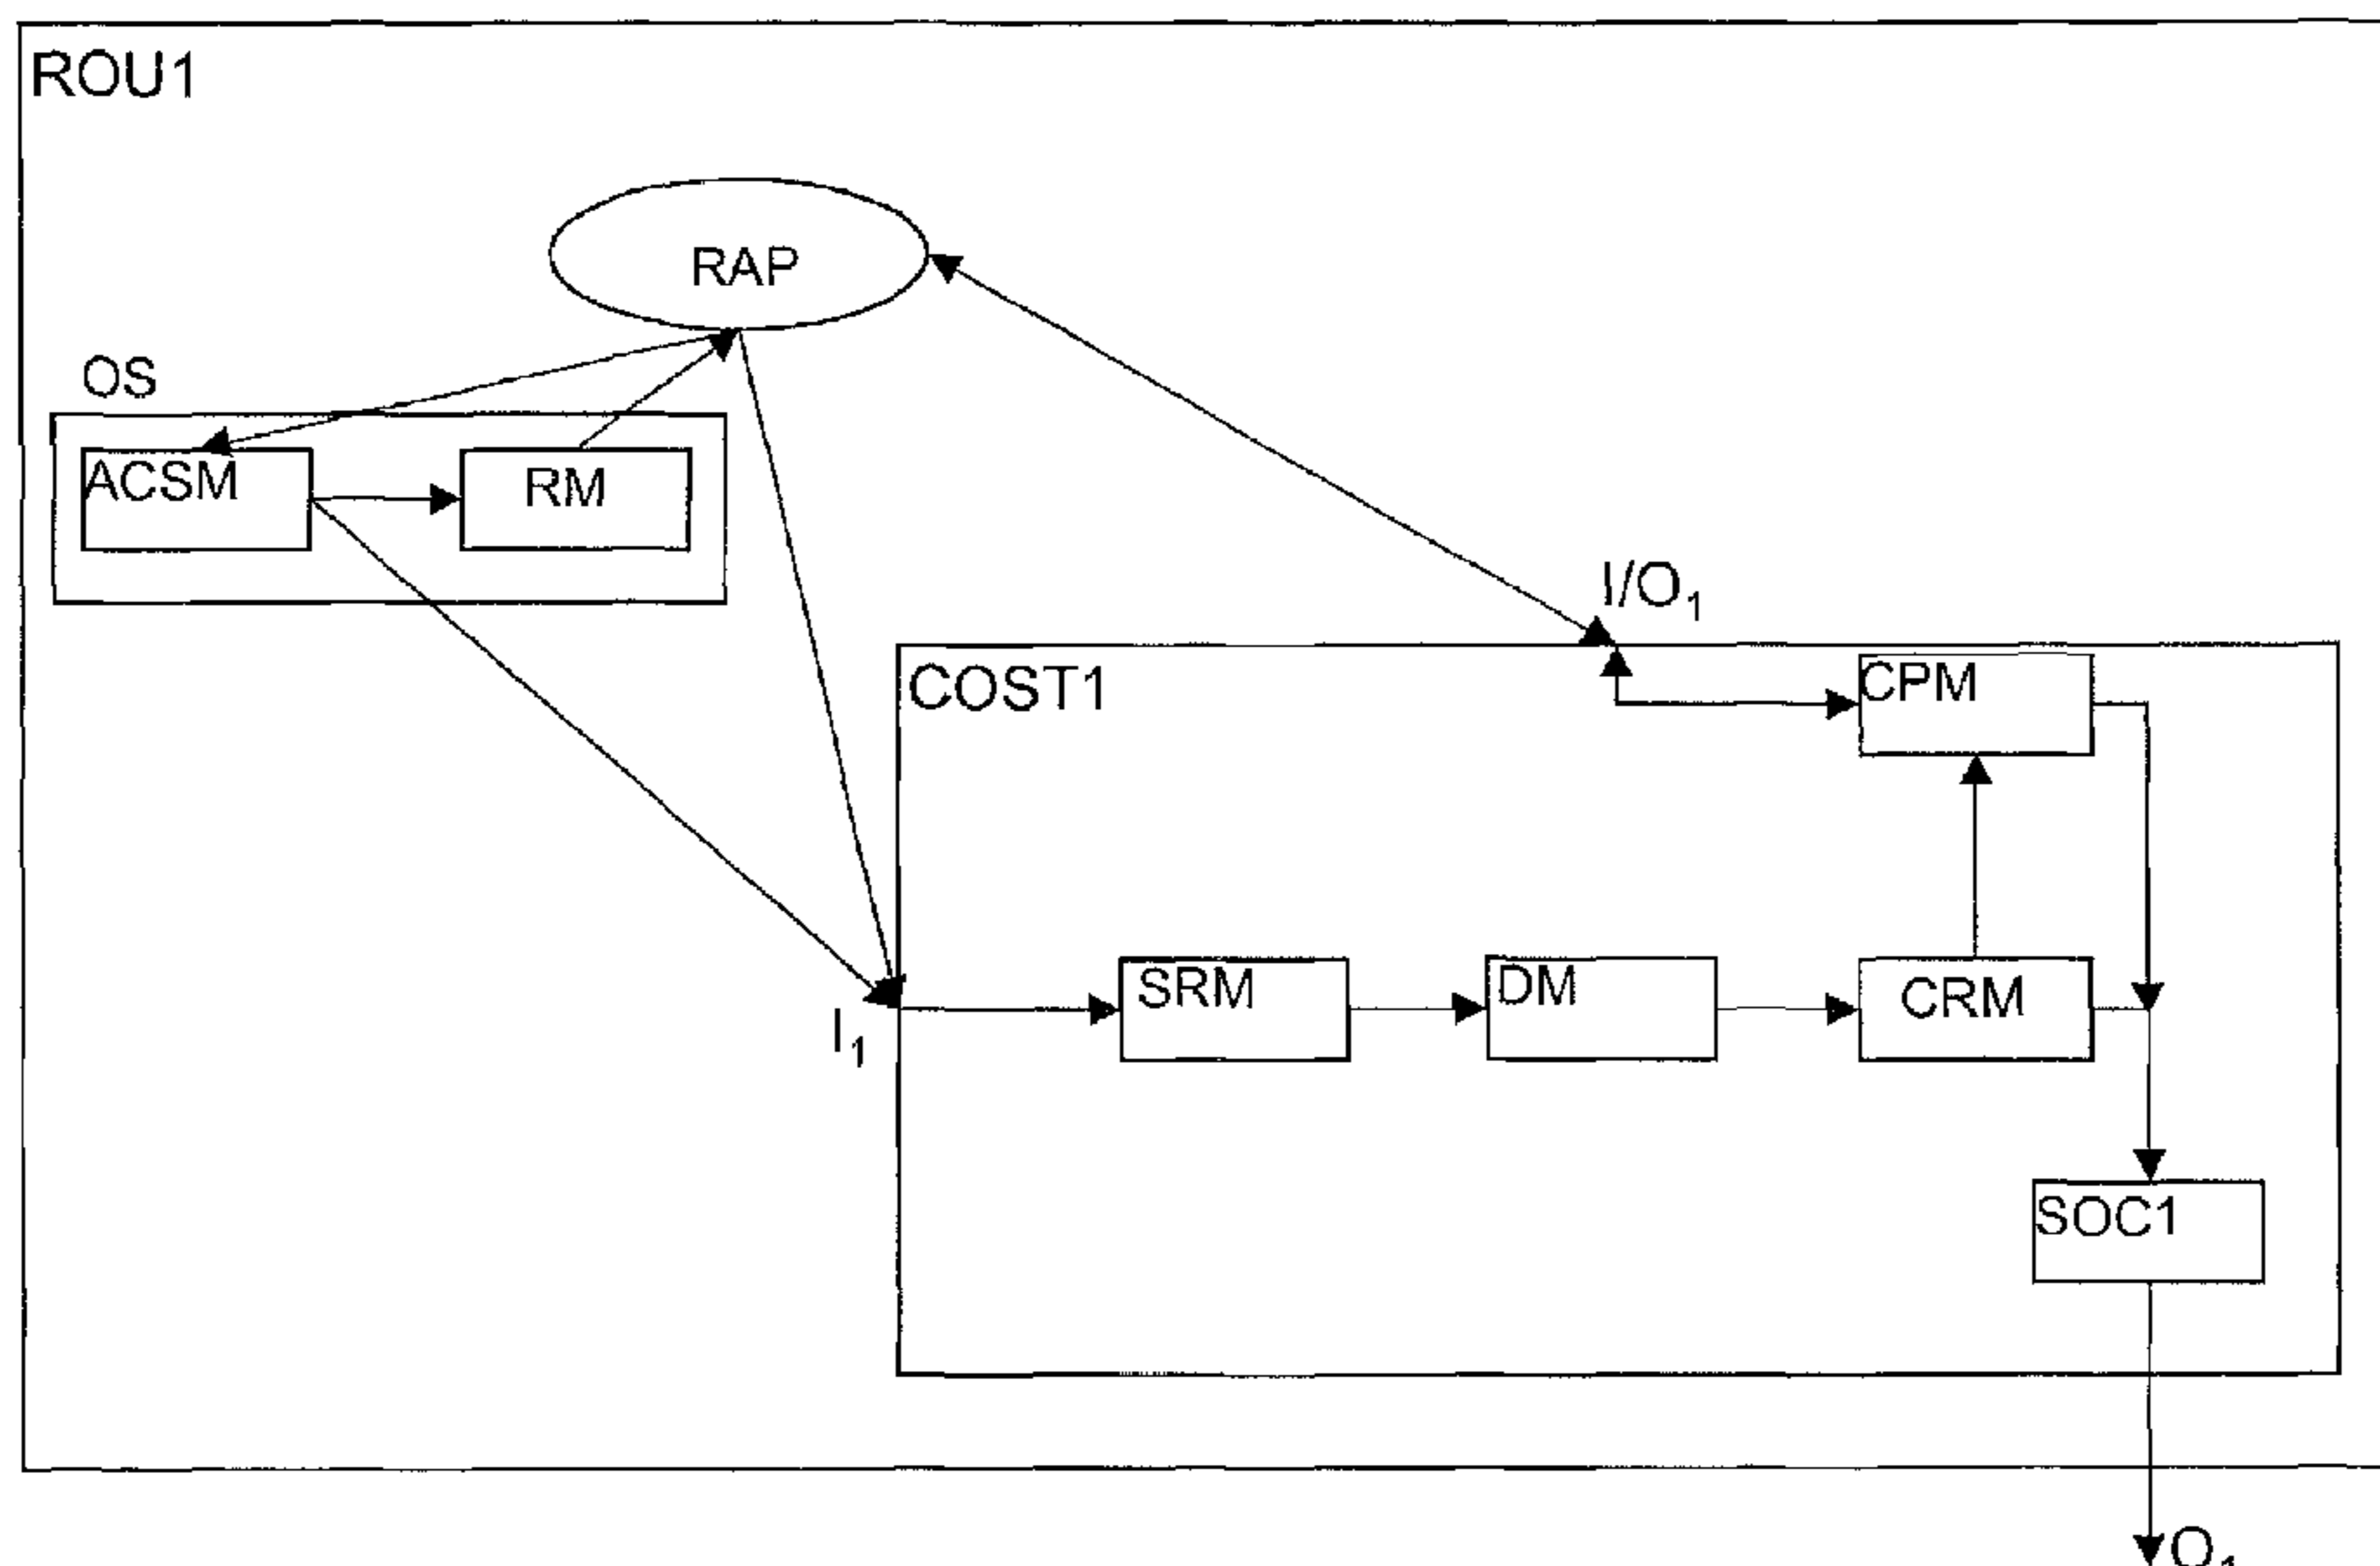 ROU1
RAP
OS
ACSM
RM
I/O₁
COST1
CPM
SRM
DM
CRM
I₁
SOC1
O₁